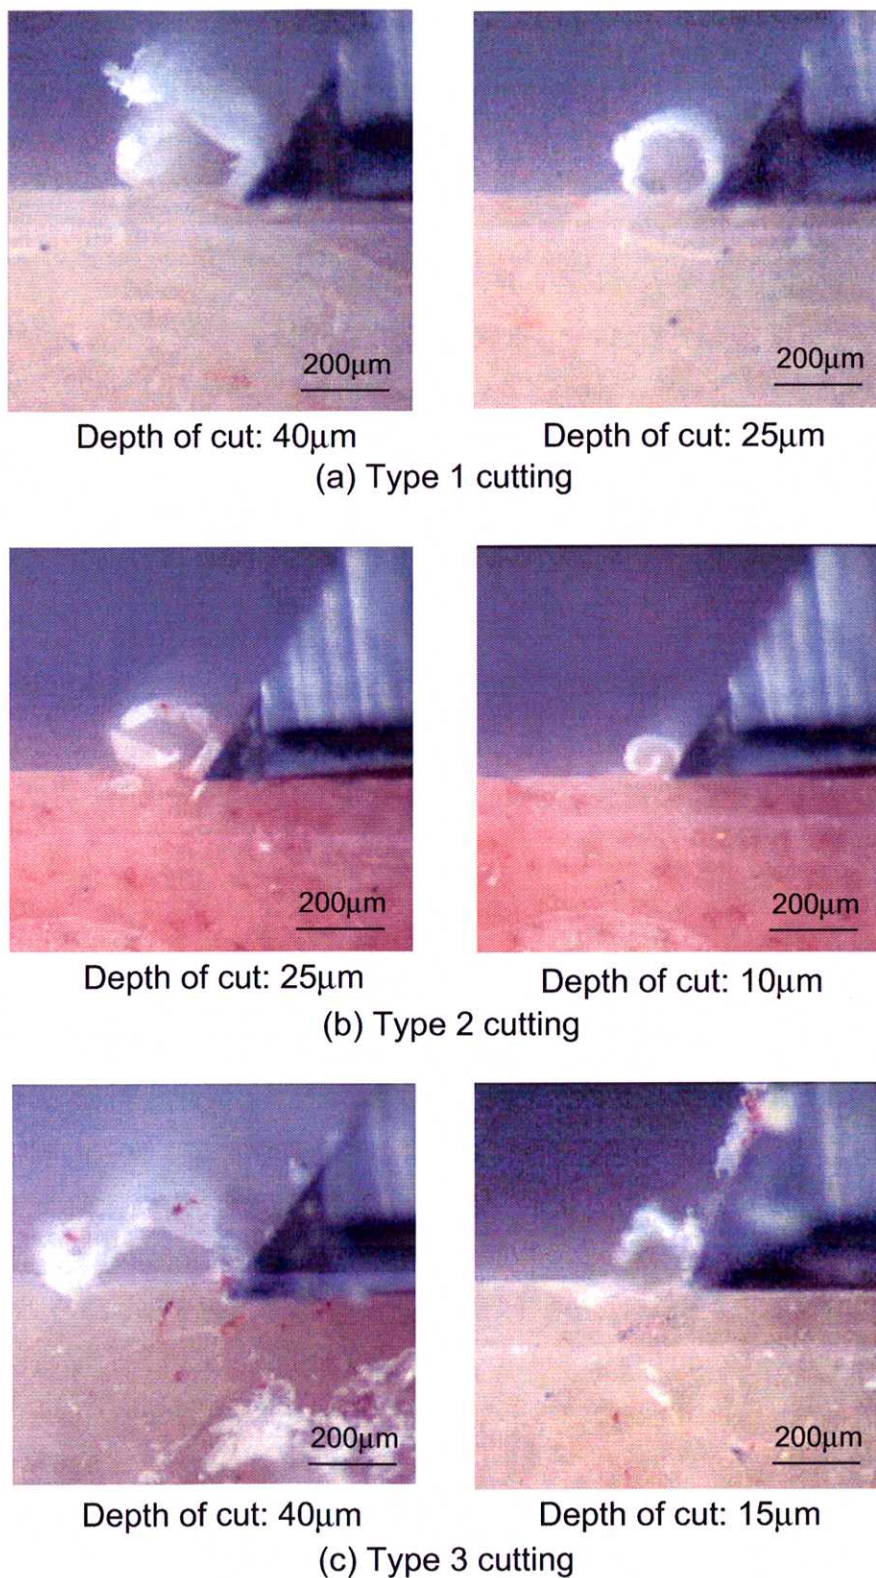 200μm 200μm
Depth of cut: 40μm Depth of cut: 25μm
(a) Type 1 cutting
200μm 200μm
Depth of cut: 25μm Depth of cut: 10μm
(b) Type 2 cutting
200μm 200μm
Depth of cut: 40μm Depth of cut: 15μm
(c) Type 3 cutting